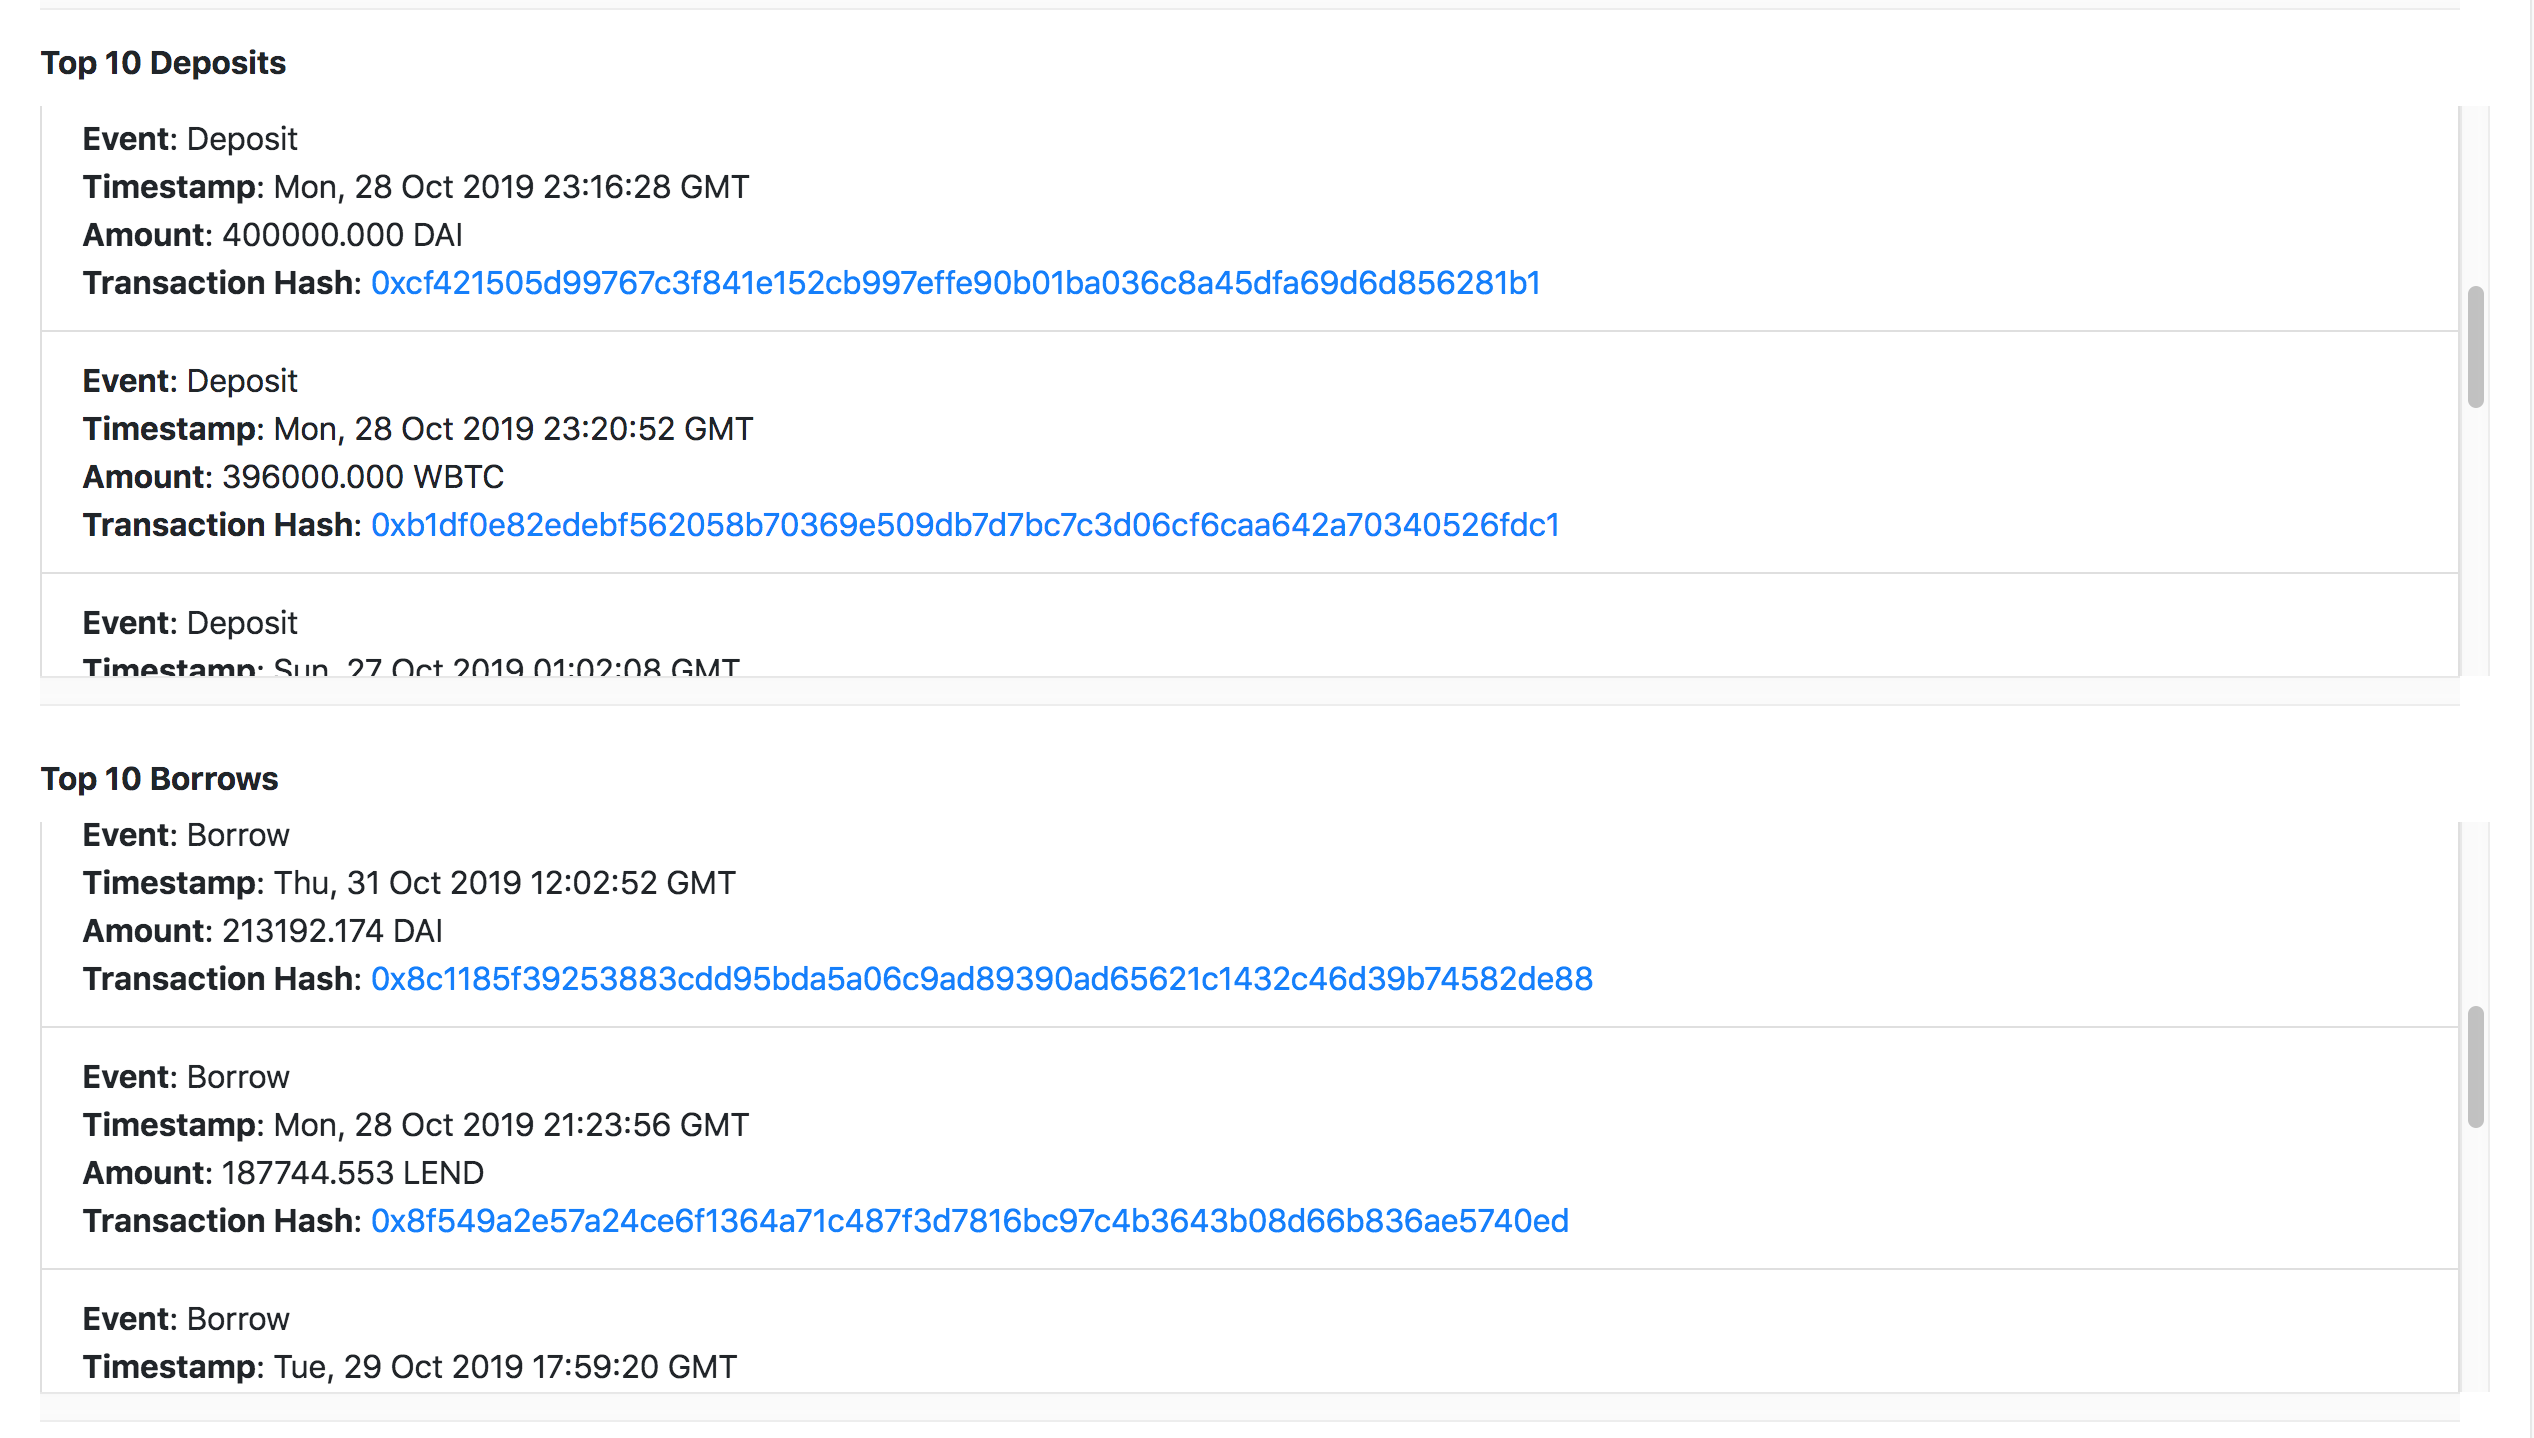 Top 10 Deposits
Event: Deposit
Timestamp: Mon, 28 Oct 2019 23:16:28 GMT
Amount: 400000.000 DAI
Transaction Hash: 0xcf421505d99767c3f841e152cb997effe90b01ba036c8a45dfa69d6d856281b1
Event: Deposit
Timestamp: Mon, 28 Oct 2019 23:20:52 GMT
Amount: 396000.000 WBTC
Transaction Hash: 0xb1df0e82edebf562058b70369e509db7d7bc7c3d06cf6caa642a70340526fdc1
Event: Deposit
Timestamp: Sun, 27 Oct 2019 01:02:08 GMT
Top 10 Borrows
Event: Borrow
Timestamp: Thu, 31 Oct 2019 12:02:52 GMT
Amount: 213192.174 DAI
Transaction Hash: 0x8c1185f39253883cdd95bda5a06c9ad89390ad65621c1432c46d39b74582de88
Event: Borrow
Timestamp: Mon, 28 Oct 2019 21:23:56 GMT
Amount: 187744.553 LEND
Transaction Hash: 0x8f549a2e57a24ce6f1364a71c487f3d7816bc97c4b3643b08d66b836ae5740ed
Event: Borrow
Timestamp: Tue, 29 Oct 2019 17:59:20 GMT